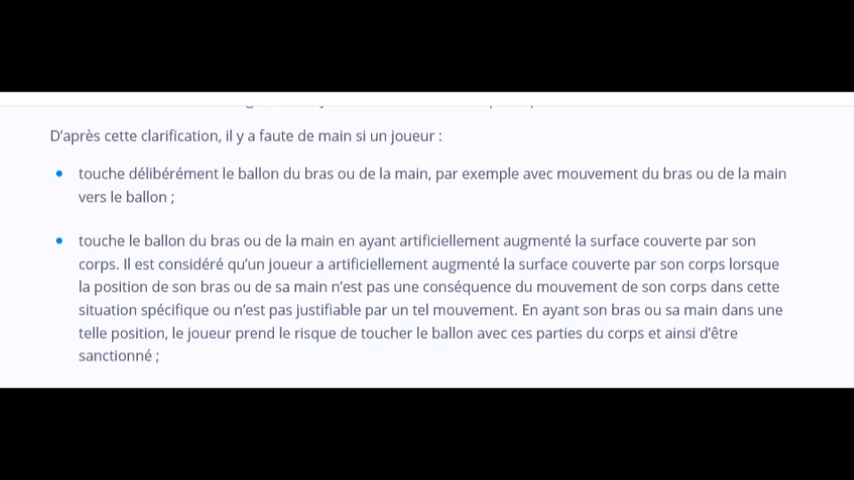 D'après cette clarification, il y a faute de main si un joueur :
touche délibérément le ballon du bras ou de la main, par exemple avec mouvement du bras ou de la main
vers le ballon ;
touche le ballon du bras ou de la main en ayant artificiellement augmenté la surface couverte par son
corps. Il est considéré qu'un joueur a artificiellement augmenté la surface couverte par son corps lorsque
la position de son bras ou de sa main n'est pas une conséquence du mouvement de son corps dans cette
situation spécifique ou n'est pas justifiable par un tel mouvement. En ayant son bras ou sa main dans une
telle position, le joueur prend le risque de toucher le ballon avec ces parties du corps et ainsi d'être
sanctionné ;